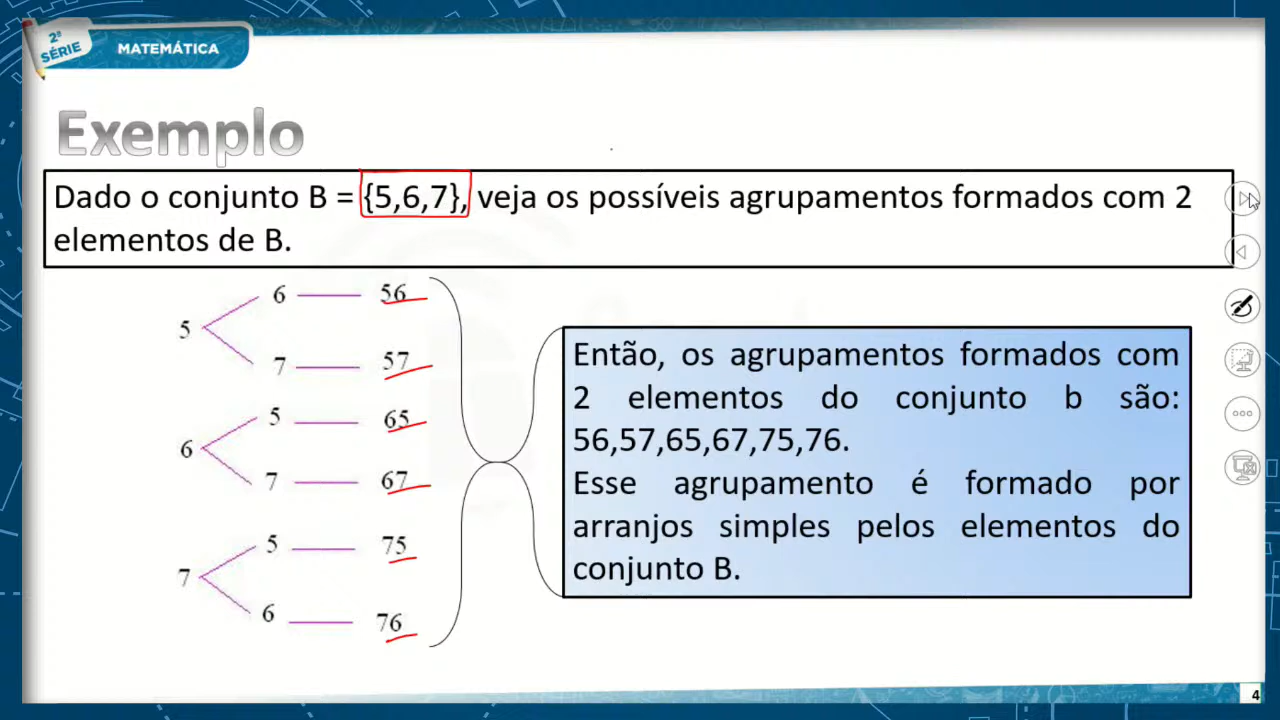 2ª
SÉRIE
MATEMÁTICA
Exemplo
Dado o conjunto B = {5,6,7}, veja os possíveis agrupamentos formados com 2
elementos de B.
5
6
56
7
57
6
5
65
7
67
7
5
75
6
76
Então, os agrupamentos formados com
2 elementos do conjunto b são:
56,57,65,67,75,76.
Esse agrupamento é formado por
arranjos simples pelos elementos do
conjunto B.
4